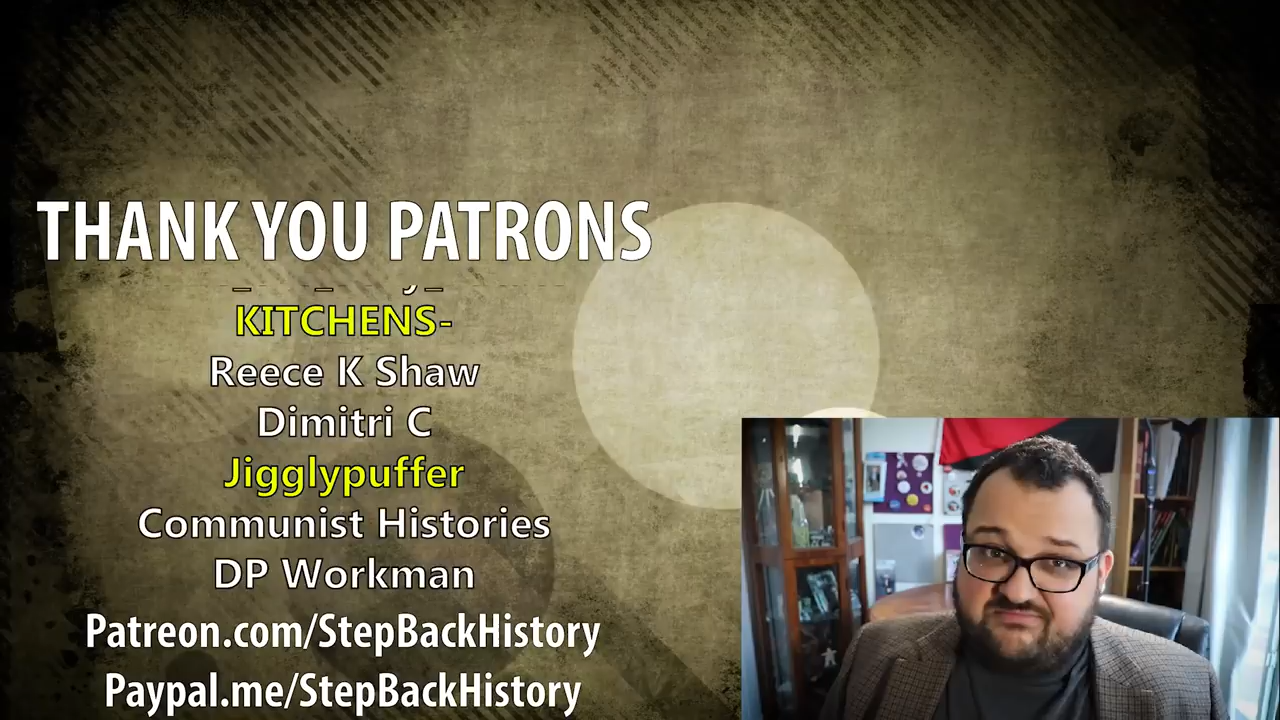 THANK YOU PATRONS
KITCHENS-
Reece K Shaw
Dimitri C
Jigglypuffer
Communist Histories
DP Workman
Patreon.com/StepBackHistory
Paypal.me/StepBackHistory